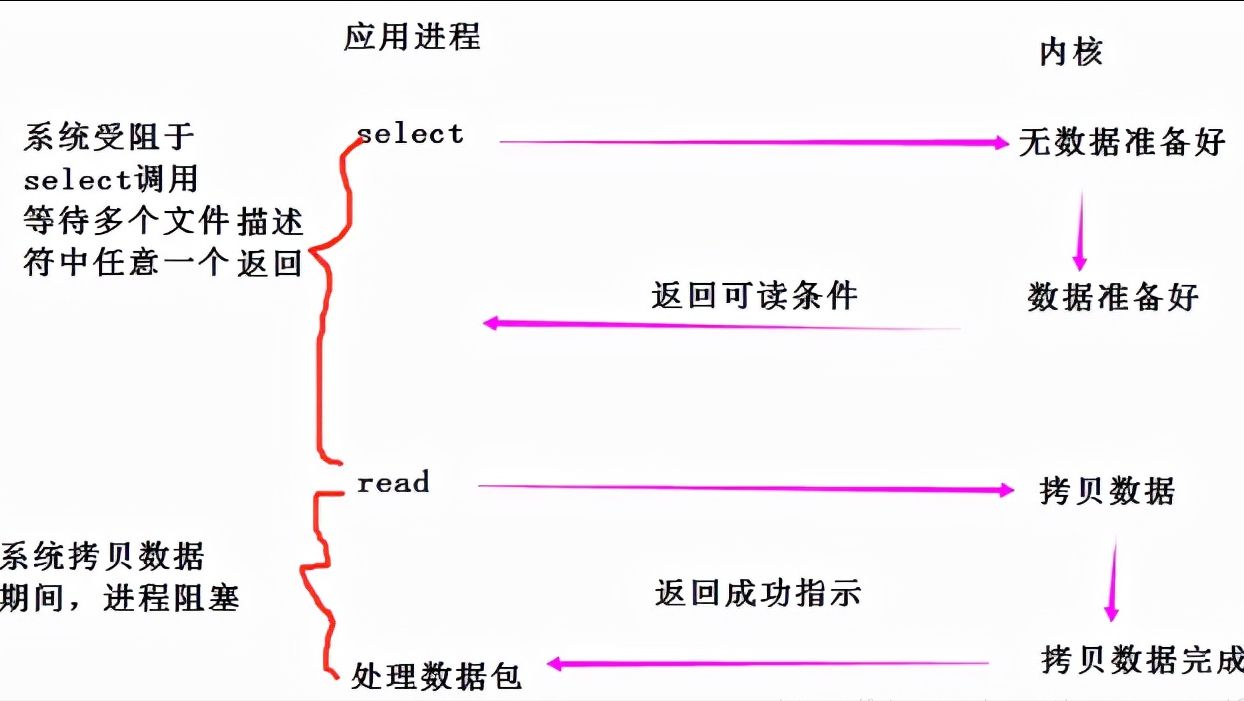 应用进程
内核
系统受阻于
select调用
等待多个文件描述
符中任意一个返回
select
无数据准备好
返回可读条件
数据准备好
read
拷贝数据
系统拷贝数据
期间，进程阻塞
返回成功指示
处理数据包
拷贝数据完成